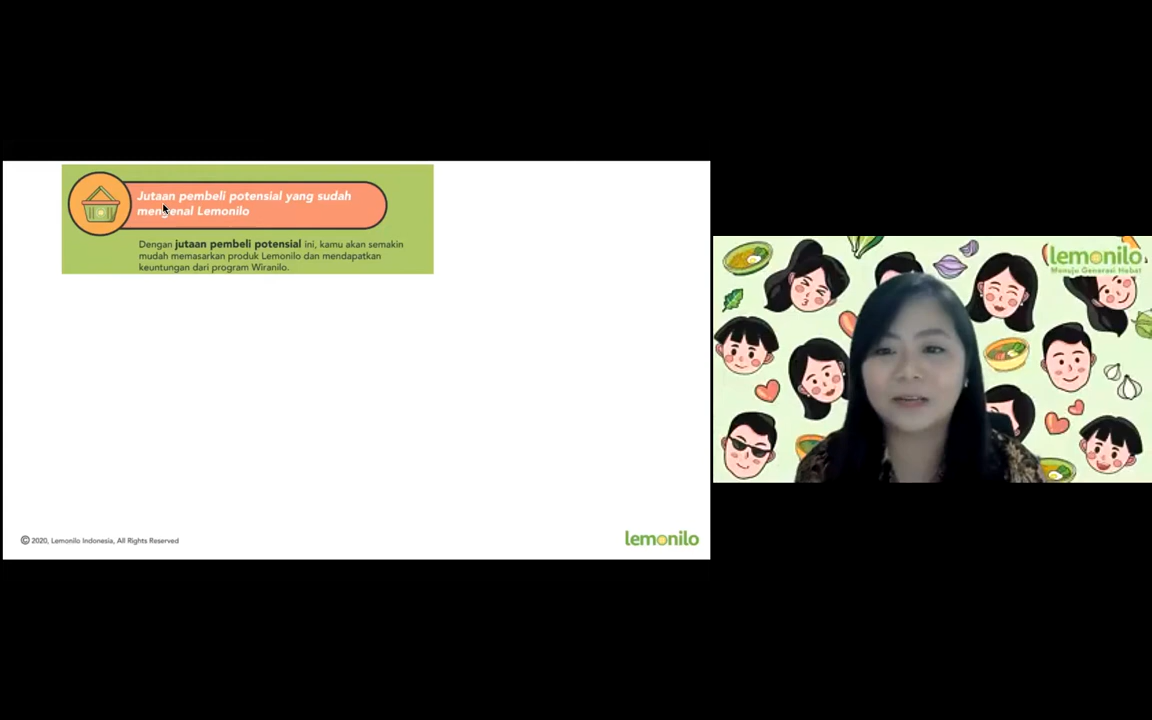 Jutaan pembeli potensial yang sudah
mengenal Lemonilo
Dengan jutaan pembeli potensial ini, kamu akan semakin
mudah memasarkan produk Lemonilo dan mendapatkan
keuntungan dari program Wiranilo.
© 2020, Lemonilo Indonesia, All Rights Reserved
lemonilo
lemonilo
Menuju Generasi Hebat